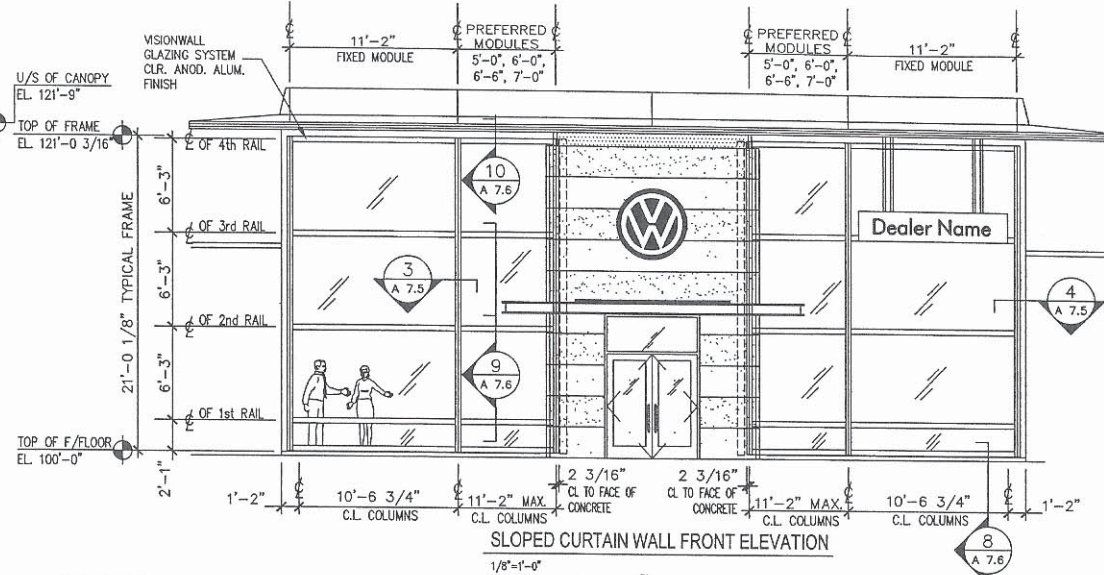 VISIONWALL
GLAZING SYSTEM
CLR. ANOD. ALUM.
FINISH
11'-2"
FIXED MODULE
PREFERRED
MODULES
5'-0", 6'-0",
6'-6", 7'-0"
PREFERRED
MODULES
5'-0", 6'-0",
6'-6", 7'-0"
11'-2"
FIXED MODULE
U/S OF CANOPY
EL. 121'-9"
TOP OF FRAME
EL. 121'-0 3/16"
℄ OF 4th RAIL
6'-3"
℄ OF 3rd RAIL
6'-3"
21'-0 1/8" TYPICAL FRAME
℄ OF 2nd RAIL
6'-3"
℄ OF 1st RAIL
TOP OF F/FLOOR
EL. 100'-0"
2'-1"
10
A 7.6
3
A 7.5
9
A 7.6
Dealer Name
4
A 7.5
1'-2"
10'-6 3/4"
C.L. COLUMNS
11'-2" MAX.
C.L. COLUMNS
2 3/16"
CL TO FACE OF
CONCRETE
2 3/16"
CL TO FACE OF
CONCRETE
11'-2" MAX.
C.L. COLUMNS
10'-6 3/4"
C.L. COLUMNS
1'-2"
8
A 7.6
SLOPED CURTAIN WALL FRONT ELEVATION
1/8"=1'-0"